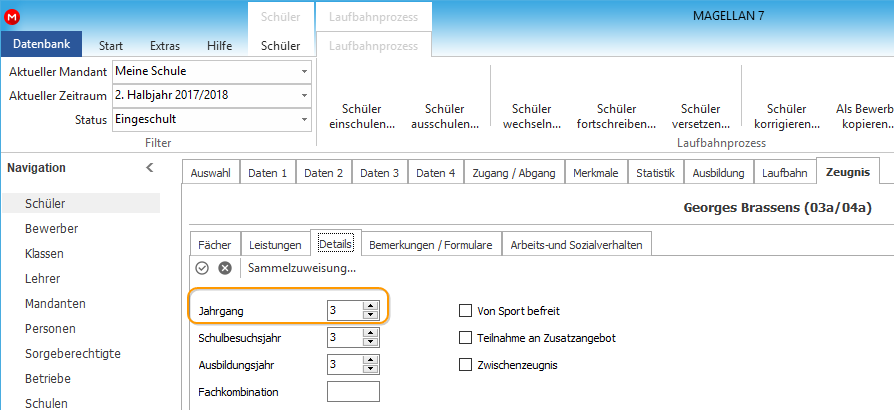 Schüler Laufbahnprozess MAGELLAN 7
M
Datenbank Start Extras Hilfe Schüler Laufbahnprozess
Aktueller Mandant Meine Schule
Aktueller Zeitraum 2. Halbjahr 2017/2018
Status Eingeschult
Filter
Schüler einschulen...
Schüler ausschulen...
Schüler wechseln...
Schüler fortschreiben...
Schüler versetzen...
Schüler korrigieren...
Als Bewerb kopieren...
Laufbahnprozess
Navigation
Schüler
Bewerber
Klassen
Lehrer
Mandanten
Personen
Sorgeberechtigte
Betriebe
Schulen
Auswahl Daten 1 Daten 2 Daten 3 Daten 4 Zugang / Abgang Merkmale Statistik Ausbildung Laufbahn Zeugnis
Georges Brassens (03a/04a)
Fächer Leistungen Details Bemerkungen / Formulare Arbeits-und Sozialverhalten
Sammelzuweisung...
Jahrgang 3 Von Sport befreit
Schulbesuchsjahr 3 Teilnahme an Zusatzangebot
Ausbildungsjahr 3 Zwischenzeugnis
Fachkombination